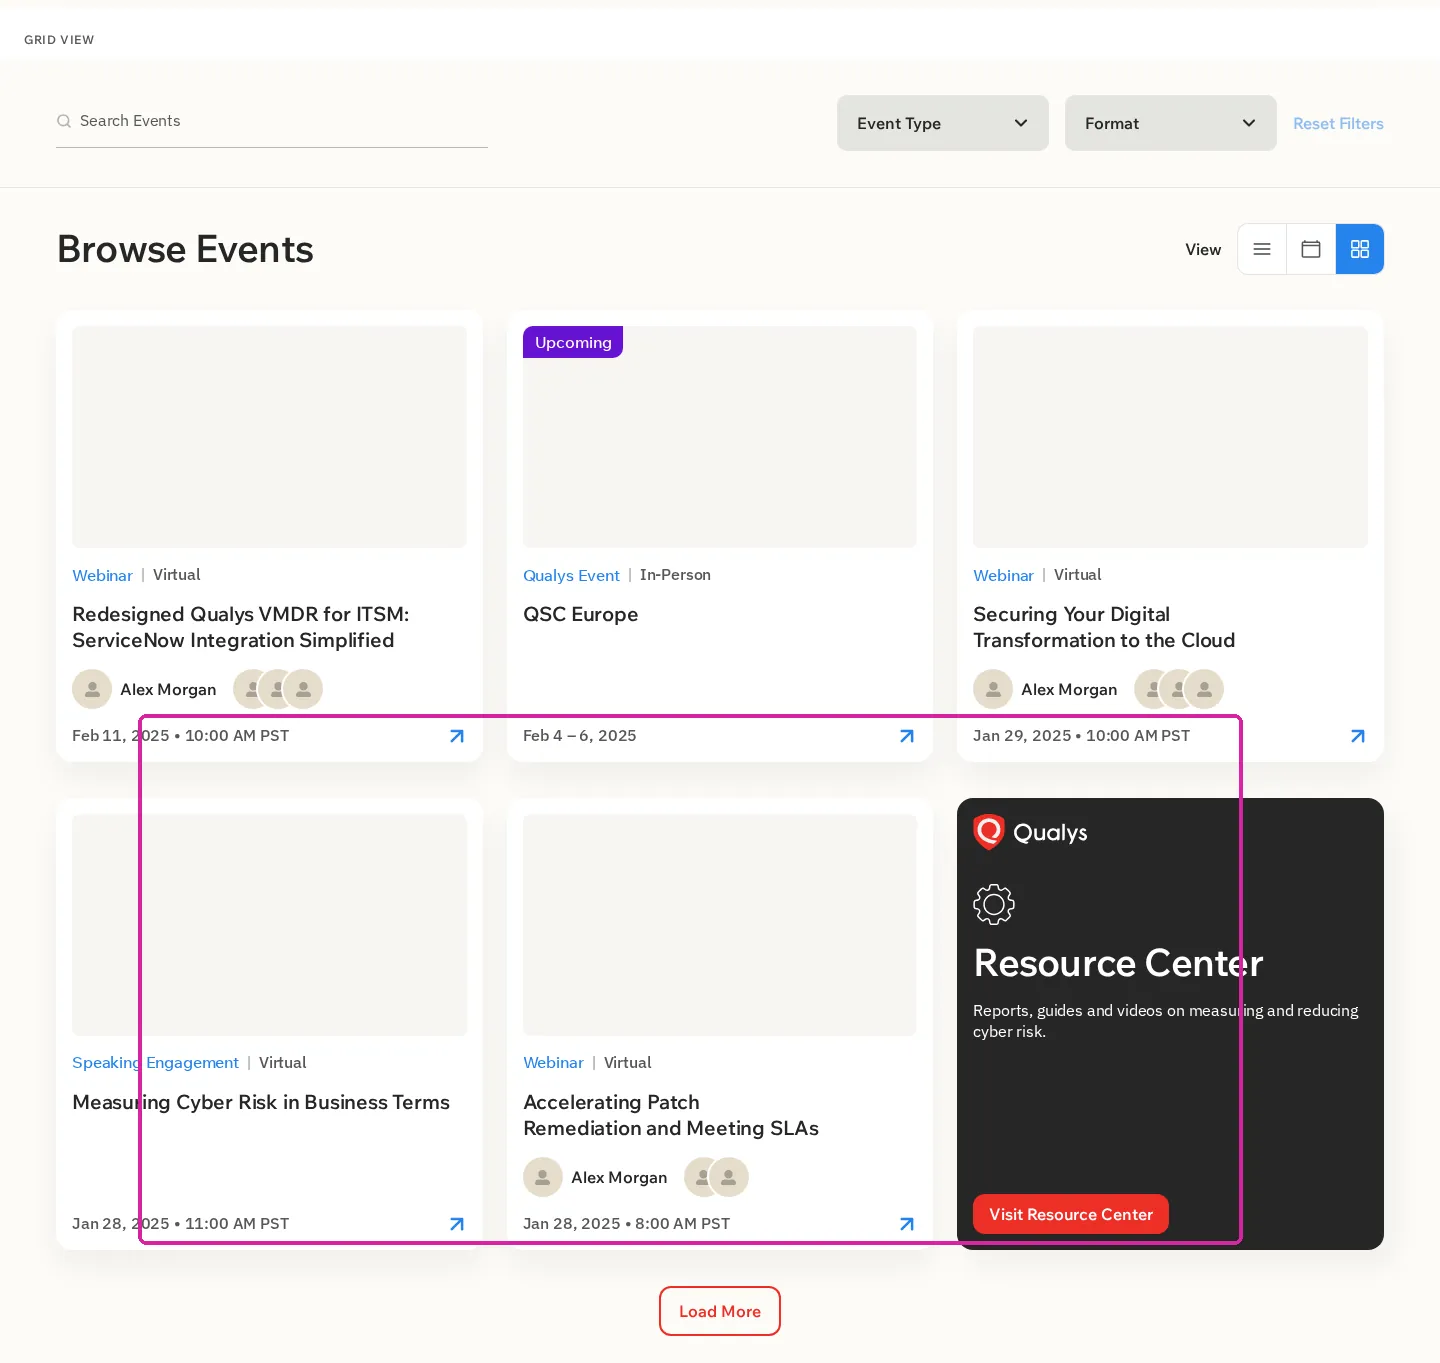 GRID VIEW
Search Events
Event Type
Format
Reset Filters
Browse Events
View
Webinar | Virtual
Redesigned Qualys VMDR for ITSM:
ServiceNow Integration Simplified
Alex Morgan
Feb 11, 2025 • 10:00 AM PST
Upcoming
Qualys Event | In-Person
QSC Europe
Feb 4 – 6, 2025
Webinar | Virtual
Securing Your Digital
Transformation to the Cloud
Alex Morgan
Jan 29, 2025 • 10:00 AM PST
Speaking Engagement | Virtual
Measuring Cyber Risk in Business Terms
Jan 28, 2025 • 11:00 AM PST
Webinar | Virtual
Accelerating Patch
Remediation and Meeting SLAs
Alex Morgan
Jan 28, 2025 • 8:00 AM PST
Qualys
Resource Center
Reports, guides and videos on measuring and reducing
cyber risk.
Visit Resource Center
Load More